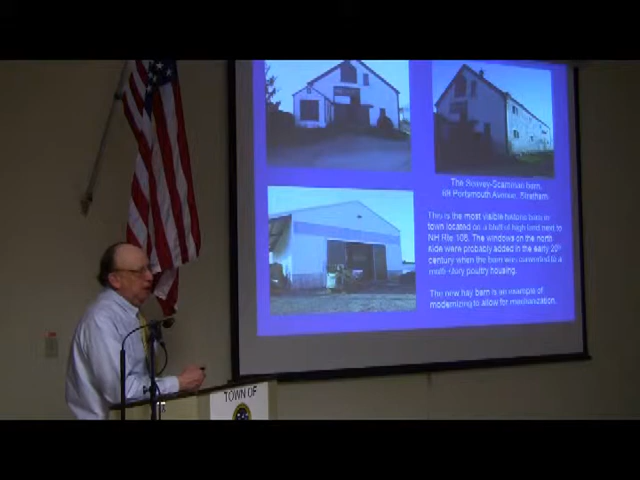 The Scamman barn,
69 Portsmouth Avenue, Stratham.
This is the most visible historic barn in
town located on a bluff of high land next to
NH Rte 108. The windows on the north
side were probably added in the early 20th
century when the barn was converted to a
multi-story poultry housing.
The new hay barn is an example of
modernizing to allow for mechanization.
TOWN OF